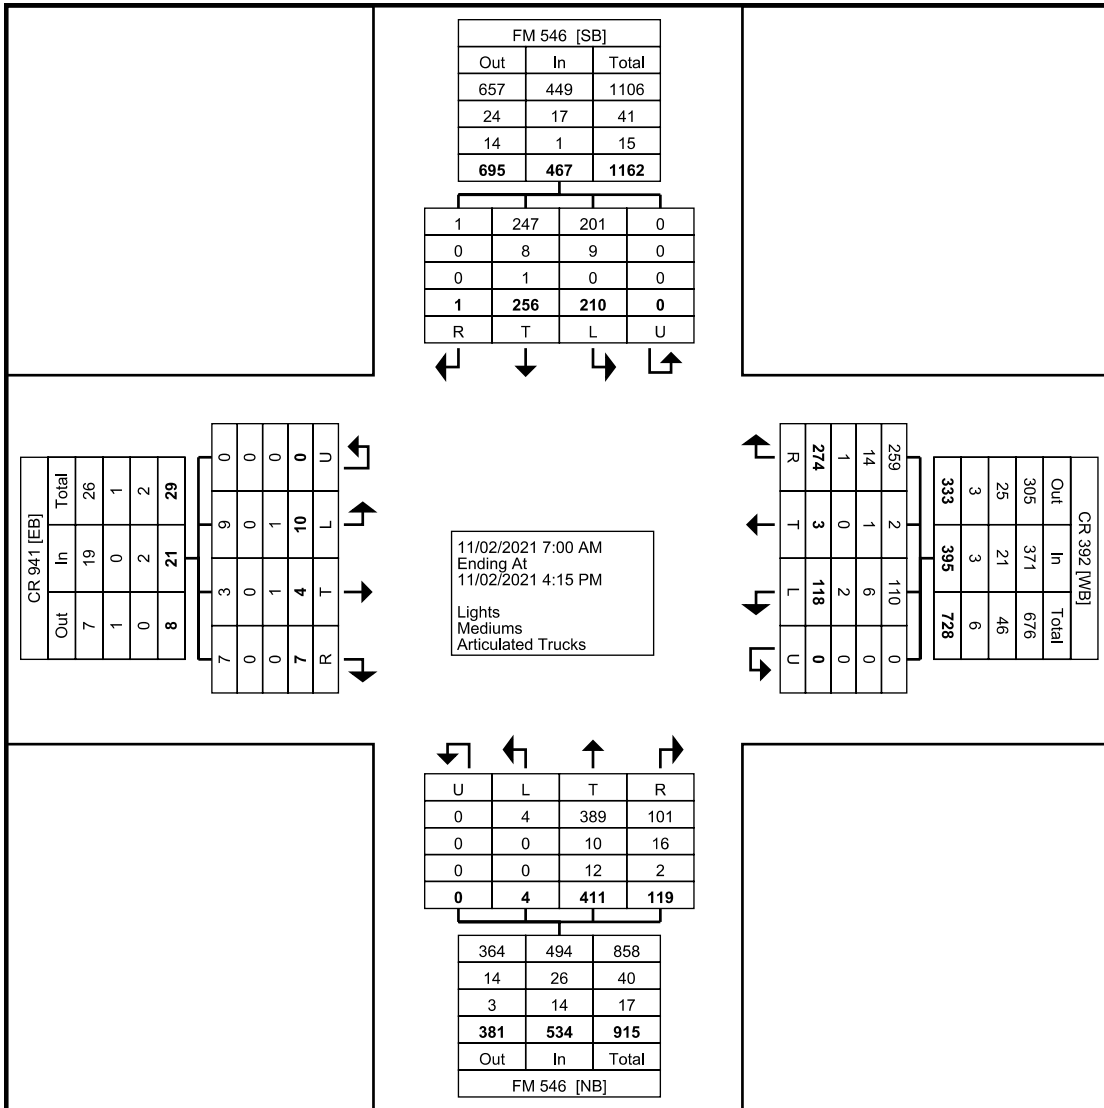 FM 546 [SB]
Out In Total
657 449 1106
24 17 41
14 1 15
695 467 1162
1 247 201 0
0 8 9 0
0 1 0 0
1 256 210 0
R T L U
CR 941 [EB]
Out In Total
7 19 26
1 0 1
0 2 2
8 21 29
0 9 3 7
0 0 0 0
0 1 1 0
0 10 4 7
U L T R
11/02/2021 7:00 AM
Ending At
11/02/2021 4:15 PM
Lights
Mediums
Articulated Trucks
CR 392 [WB]
Out In Total
305 371 676
25 21 46
3 3 6
333 395 728
259 2 110 0
14 1 6 0
1 0 2 0
274 3 118 0
R T L U
U L T R
0 4 389 101
0 0 10 16
0 0 12 2
0 4 411 119
364 494 858
14 26 40
3 14 17
381 534 915
Out In Total
FM 546 [NB]